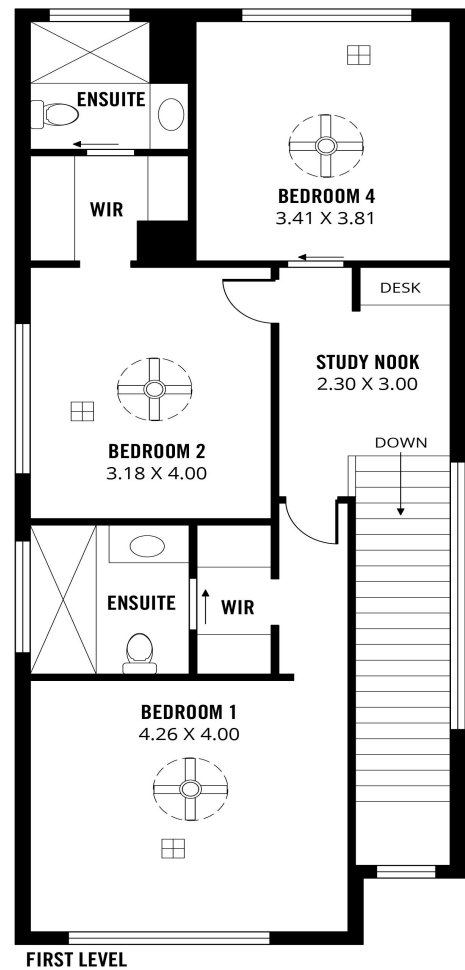 ENSUITE
WIR
BEDROOM 4
3.41 X 3.81
DESK
STUDY NOOK
2.30 X 3.00
DOWN
BEDROOM 2
3.18 X 4.00
ENSUITE
WIR
BEDROOM 1
4.26 X 4.00
FIRST LEVEL